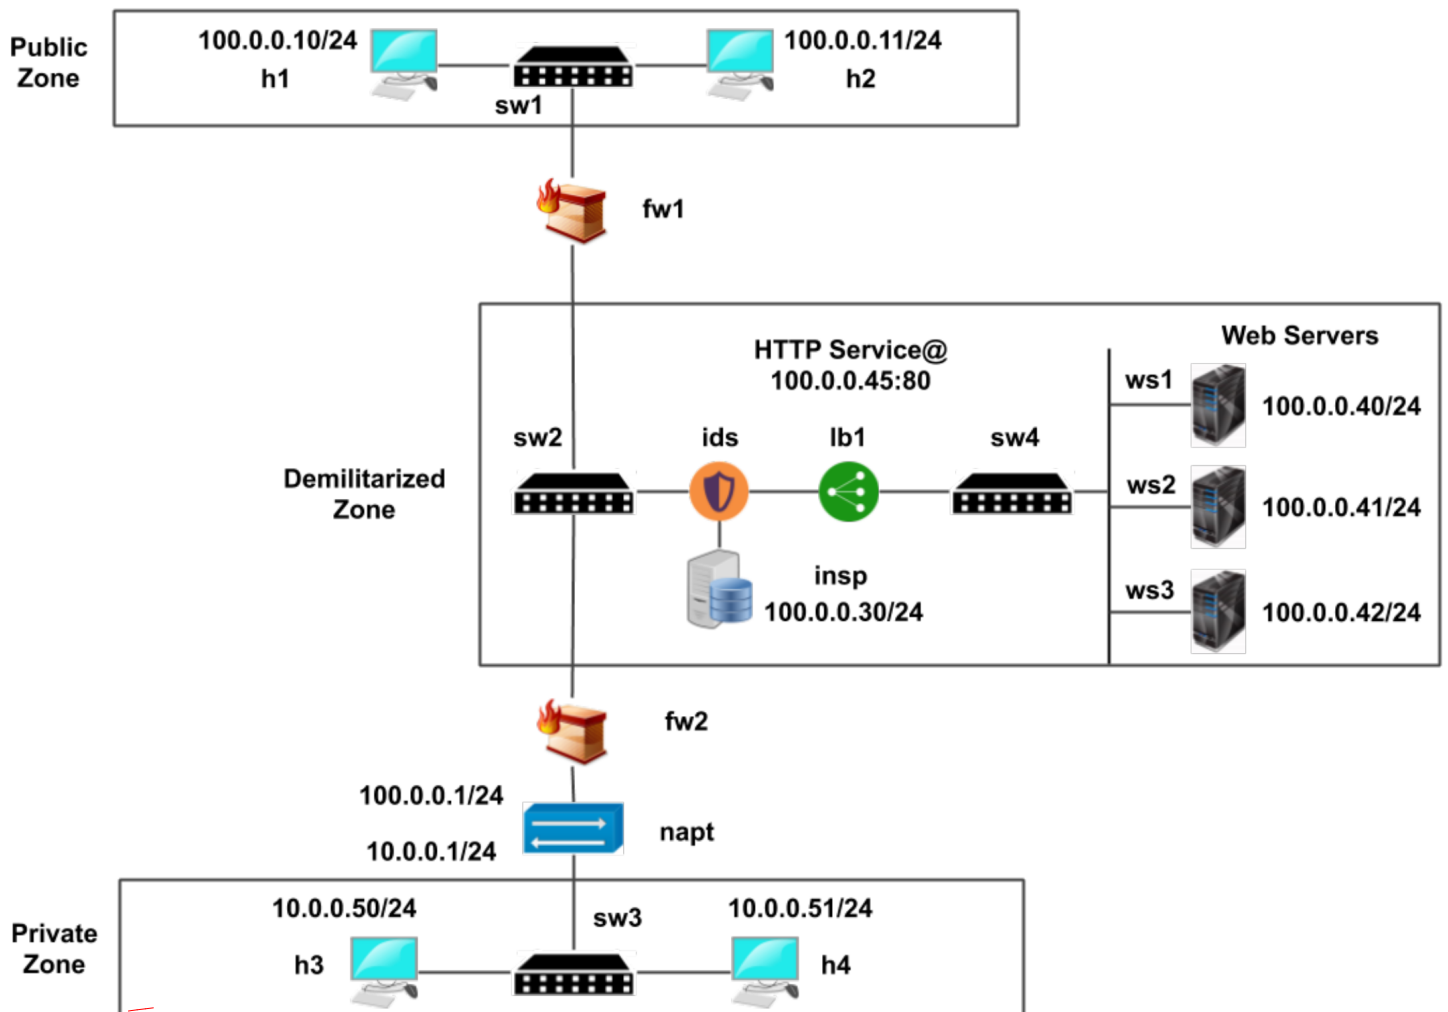 Public
Zone
100.0.0.10/24
h1
sw1
100.0.0.11/24
h2
fw1
Demilitarized
Zone
HTTP Service@
100.0.0.45:80
Web Servers
sw2
ids
lb1
sw4
insp
100.0.0.30/24
ws1
100.0.0.40/24
ws2
100.0.0.41/24
ws3
100.0.0.42/24
fw2
100.0.0.1/24
10.0.0.1/24
napt
Private
Zone
10.0.0.50/24
h3
sw3
10.0.0.51/24
h4